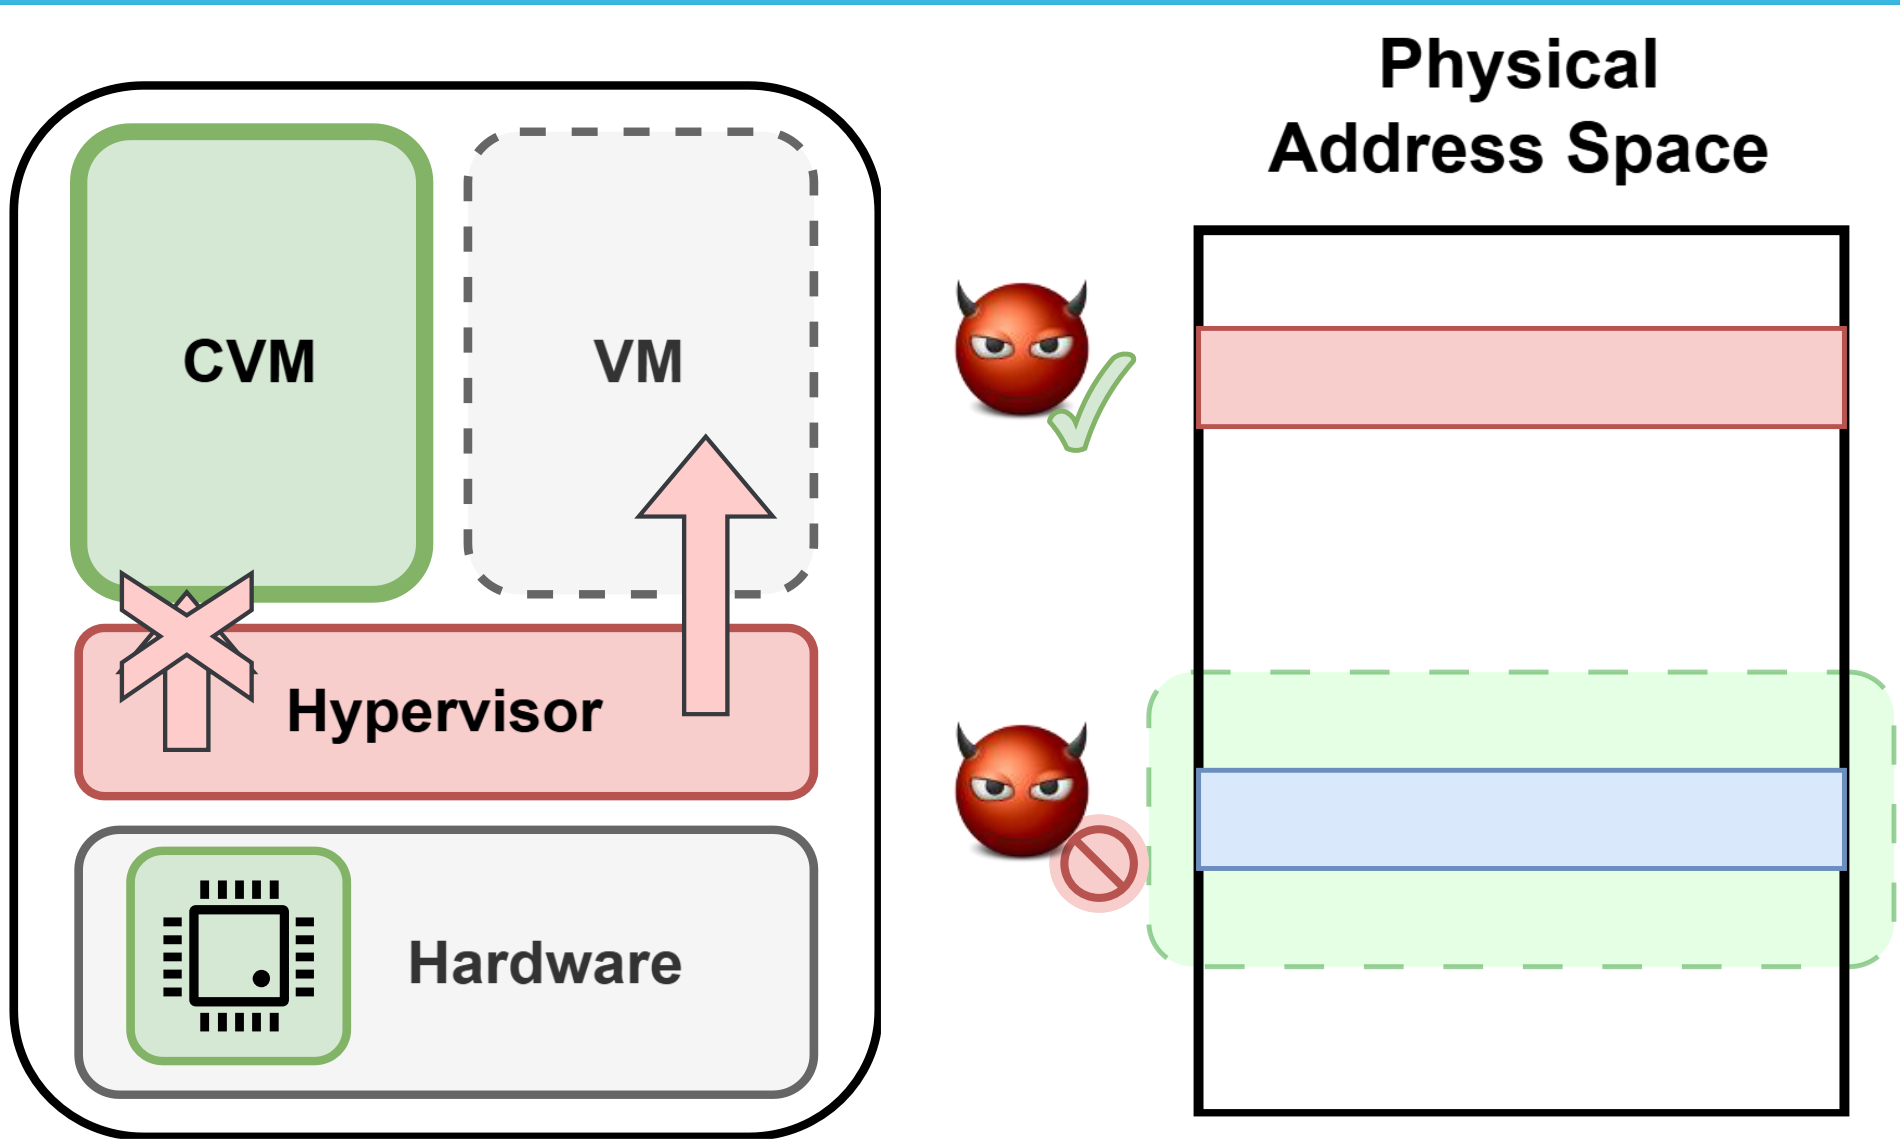 Physical
Address Space
CVM
VM
Hypervisor
Hardware